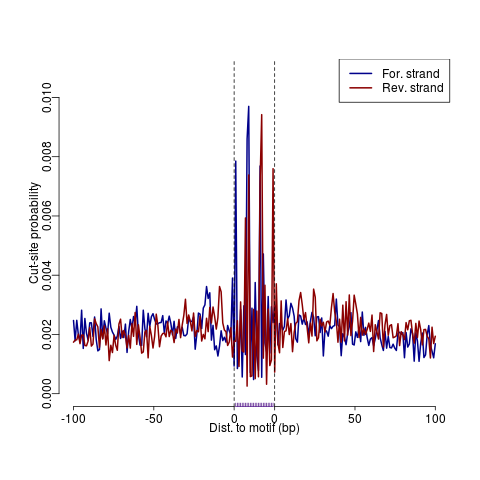 For. strand
Rev. strand
Cut-site probability
0.010
0.008
0.006
0.004
0.002
0.000
-100 -50 0 0 50 100
Dist. to motif (bp)